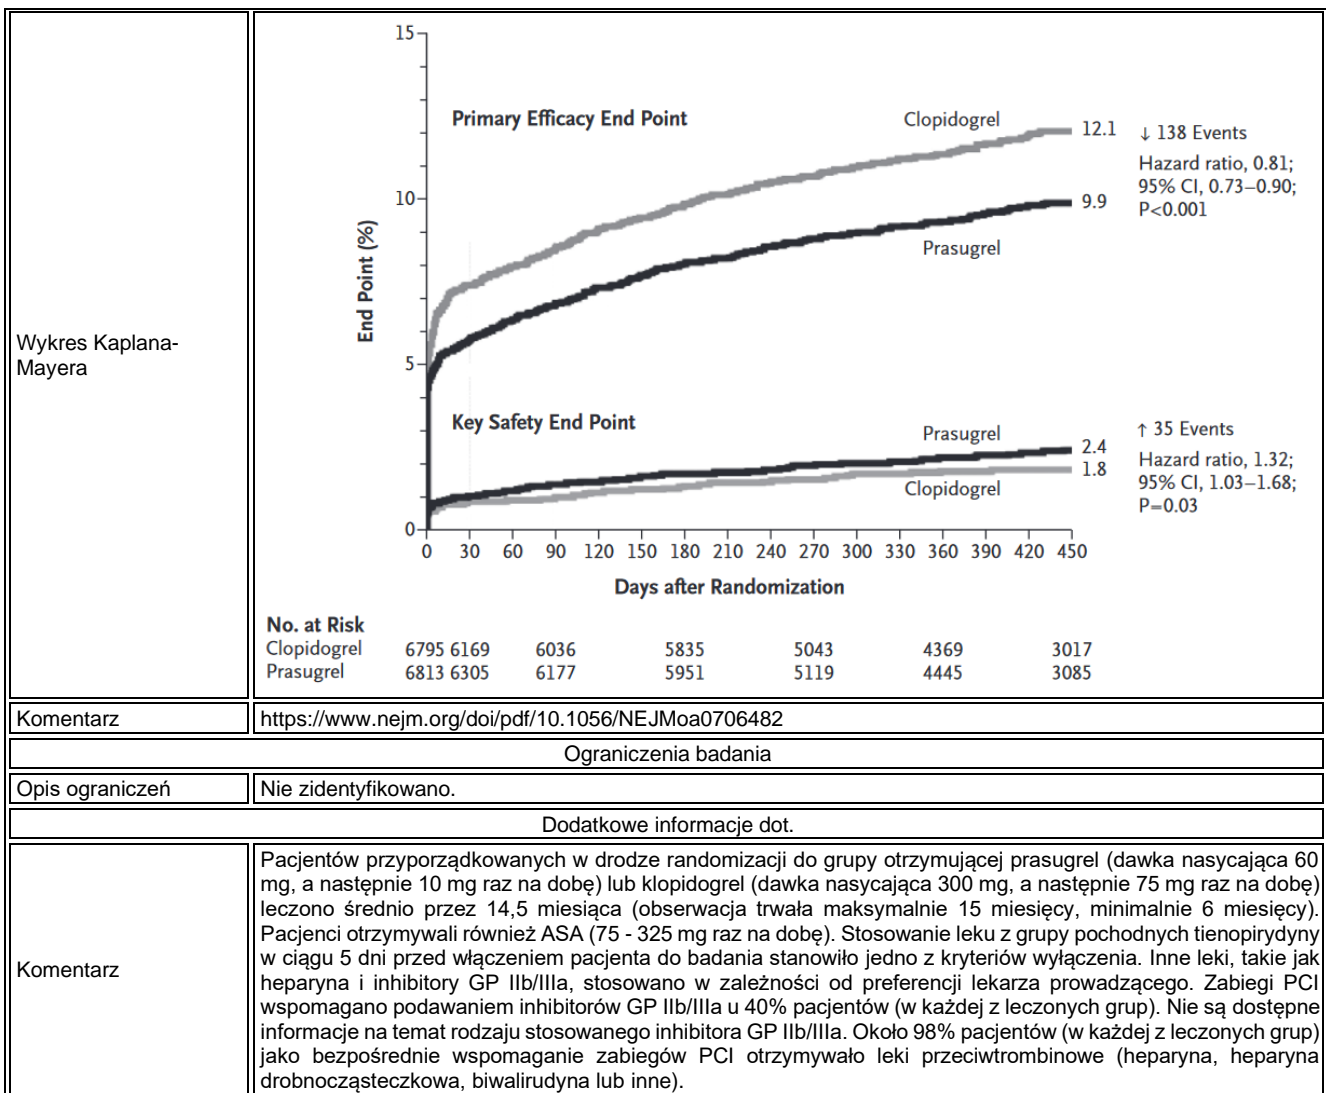 15
Primary Efficacy End Point
Clopidogrel
12.1
↓ 138 Events
Hazard ratio, 0.81;
95% CI, 0.73–0.90;
P<0.001
10
9.9
Prasugrel
End Point (%)
Wykres Kaplana-
Mayera
5
Key Safety End Point
Prasugrel
2.4
↑ 35 Events
Hazard ratio, 1.32;
95% CI, 1.03–1.68;
P=0.03
1.8
Clopidogrel
0
0 30 60 90 120 150 180 210 240 270 300 330 360 390 420 450
Days after Randomization
No. at Risk
Clopidogrel 6795 6169 6036 5835 5043 4369 3017
Prasugrel 6813 6305 6177 5951 5119 4445 3085
Komentarz https://www.nejm.org/doi/pdf/10.1056/NEJMoa0706482
Ograniczenia badania
Opis ograniczeń Nie zidentyfikowano.
Dodatkowe informacje dot.
Komentarz
Pacjentów przyporządkowanych w drodze randomizacji do grupy otrzymującej prasugrel (dawka nasycająca 60
mg, a następnie 10 mg raz na dobę) lub klopidogrel (dawka nasycająca 300 mg, a następnie 75 mg raz na dobę)
leczono średnio przez 14,5 miesiąca (obserwacja trwała maksymalnie 15 miesięcy, minimalnie 6 miesięcy).
Pacjenci otrzymywali również ASA (75 - 325 mg raz na dobę). Stosowanie leku z grupy pochodnych tienopirydyny
w ciągu 5 dni przed włączeniem pacjenta do badania stanowiło jedno z kryteriów wyłączenia. Inne leki, takie jak
heparyna i inhibitory GP IIb/IIIa, stosowano w zależności od preferencji lekarza prowadzącego. Zabiegi PCI
wspomagano podawaniem inhibitorów GP IIb/IIIa u 40% pacjentów (w każdej z leczonych grup). Nie są dostępne
informacje na temat rodzaju stosowanego inhibitora GP IIb/IIIa. Około 98% pacjentów (w każdej z leczonych grup)
jako bezpośrednie wspomaganie zabiegów PCI otrzymywało leki przeciwtrombinowe (heparyna, heparyna
drobnocząsteczkowa, biwalirudyna lub inne).